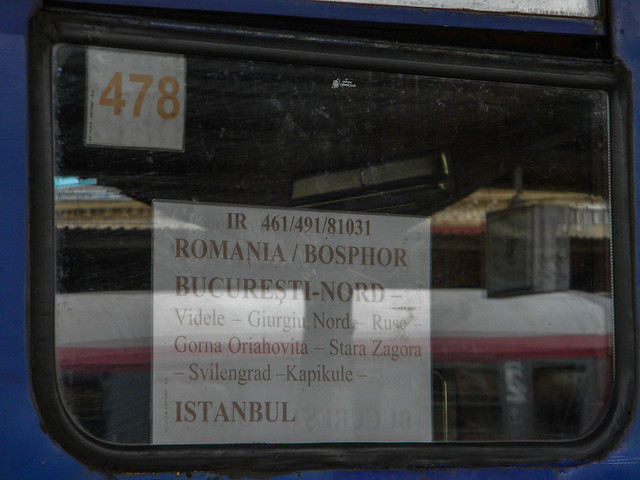 478
IR 461/491/81031
ROMANIA / BOSPHOR
BUCUREŞTI-NORD –
Videle – Giurgiu Nord – Ruse –
Gorna Oriahovita – Stara Zagora
– Svilengrad –Kapikule –
ISTANBUL